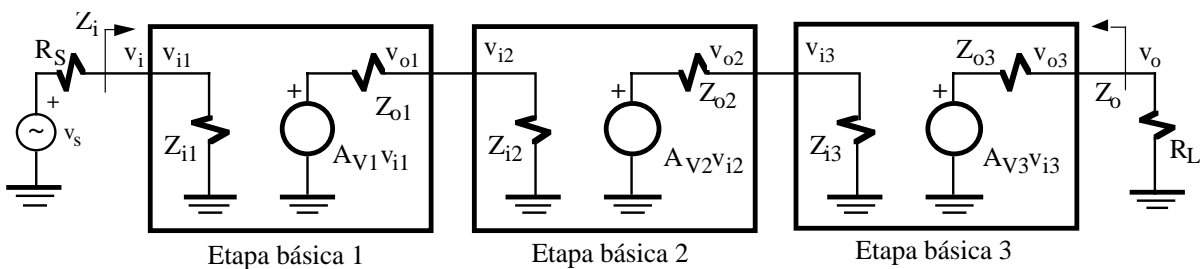 Z_i
R_S
v_i
v_i1
v_o1
v_i2
v_o2
v_i3
Z_o3
v_o3
v_o
+
+
+
+
Z_o1
Z_o2
Z_o
~
v_s
Z_i1
A_V1 v_i1
Z_i2
A_V2 v_i2
Z_i3
A_V3 v_i3
R_L
Etapa básica 1
Etapa básica 2
Etapa básica 3